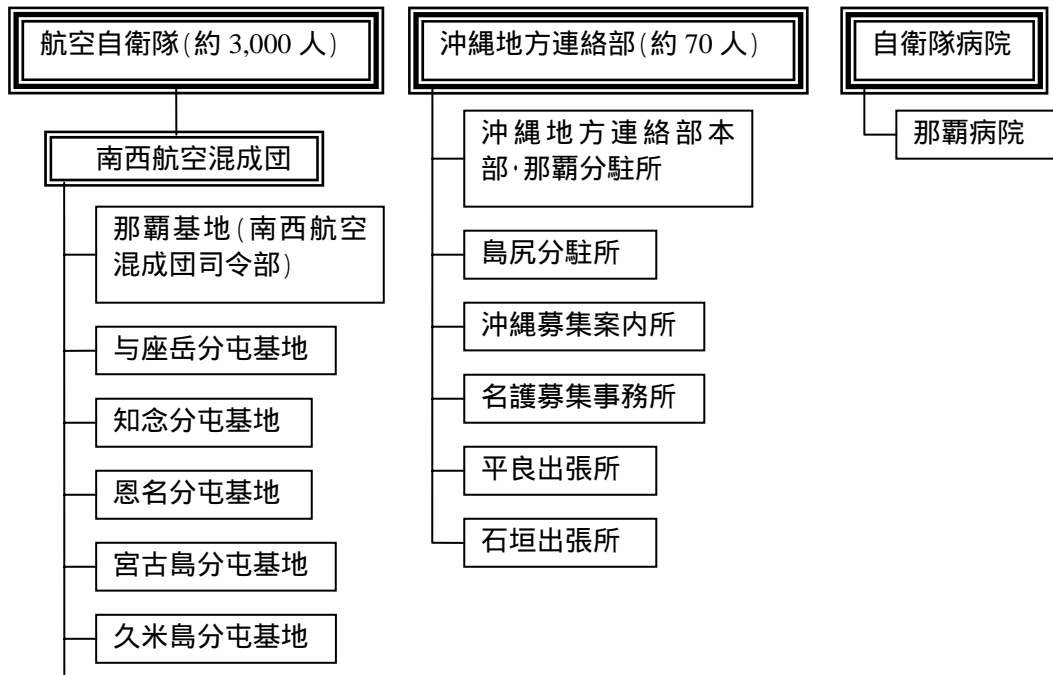 航空自衛隊(約 3,000 人)
南西航空混成団
那覇基地(南西航空
混成団司令部)
与座岳分屯基地
知念分屯基地
恩名分屯基地
宮古島分屯基地
久米島分屯基地
沖縄地方連絡部(約 70 人)
沖縄地方連絡部本
部・那覇分駐所
島尻分駐所
沖縄募集案内所
名護募集事務所
平良出張所
石垣出張所
自衛隊病院
那覇病院